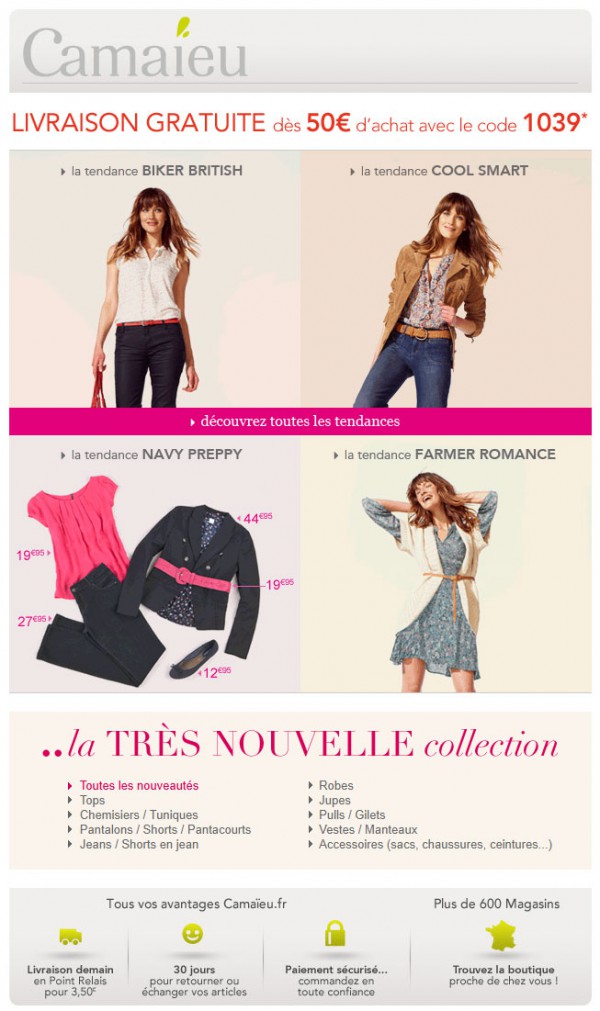 Camaïeu
LIVRAISON GRATUITE dès 50€ d'achat avec le code 1039*
la tendance BIKER BRITISH
la tendance COOL SMART
découvrez toutes les tendances
la tendance NAVY PREPPY
la tendance FARMER ROMANCE
44€95
19€95
19€95
27€95
12€95
..la TRÈS NOUVELLE collection
Toutes les nouveautés
Tops
Chemisiers / Tuniques
Pantalons / Shorts / Pantacourts
Jeans / Shorts en jean
Robes
Jupes
Pulls / Gilets
Vestes / Manteaux
Accessoires (sacs, chaussures, ceintures...)
Tous vos avantages Camaïeu.fr
Plus de 600 Magasins
Livraison demain
en Point Relais
pour 3,50€
30 jours
pour retourner ou
échanger vos articles
Paiement sécurisé...
commandez en
toute confiance
Trouvez la boutique
proche de chez vous !